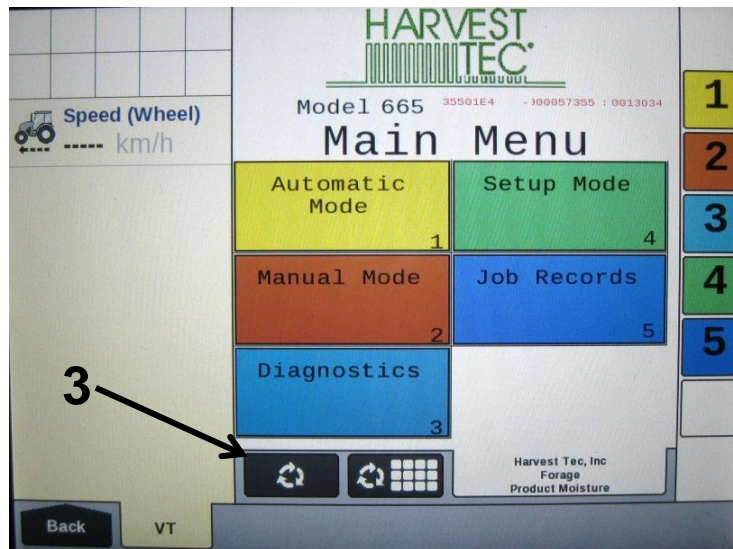 HARVEST
TEC
Model 665
Main Menu
Speed (Wheel)
----- km/h
Automatic
Mode
1
Setup Mode
4
Manual Mode
2
Job Records
5
Diagnostics
3
3
Harvest Tec, Inc
Forage
Product Moisture
Back
VT
1
2
3
4
5